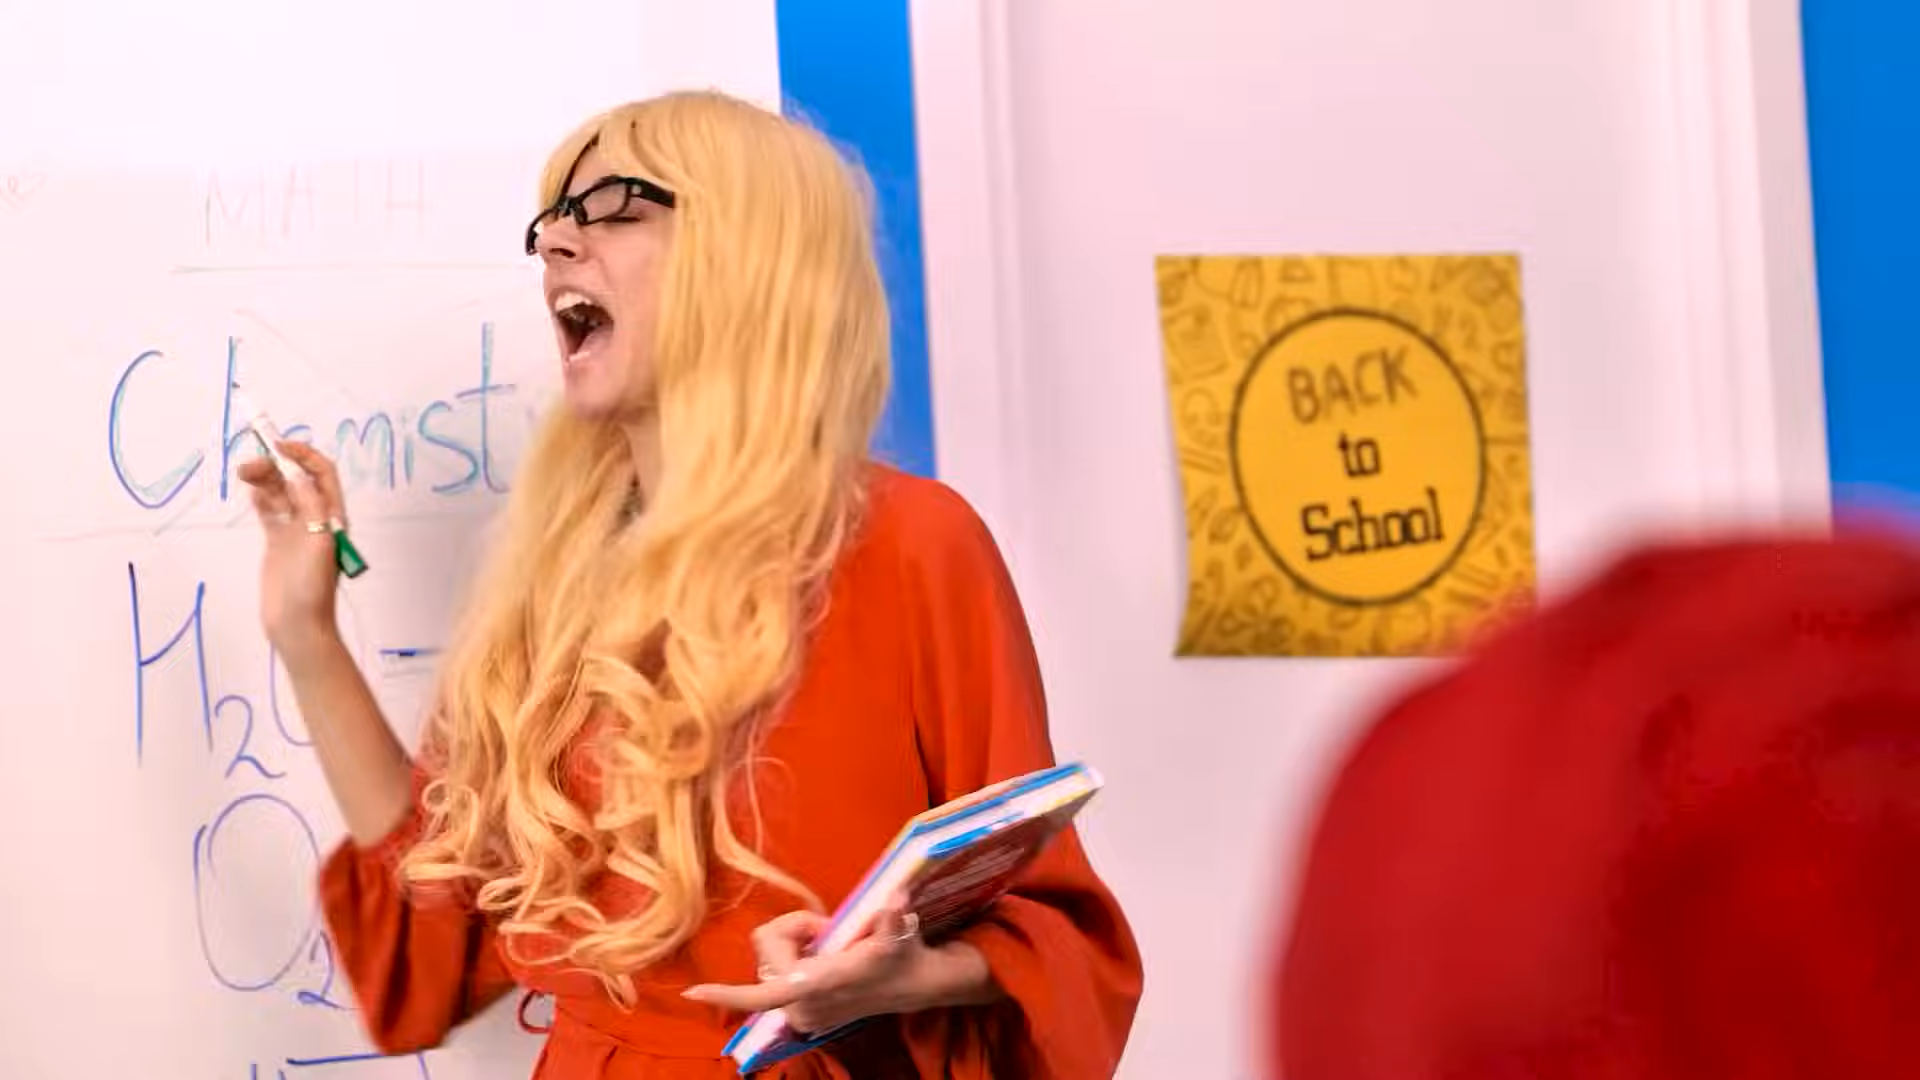 MATH
Chemist
H₂O -
O₂
BACK
to
School